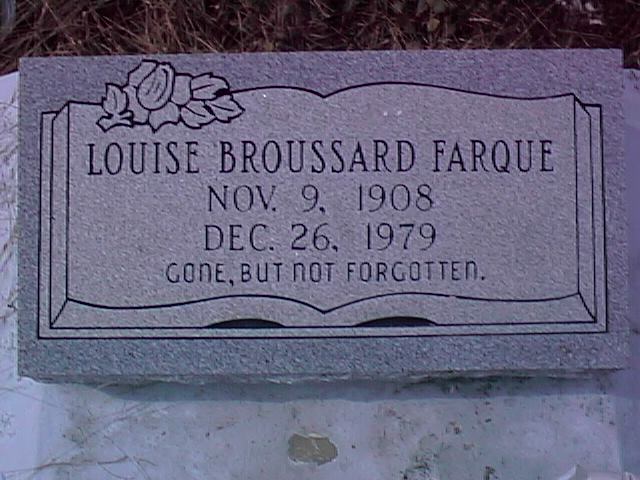 LOUISE BROUSSARD FARQUE
NOV. 9, 1908
DEC. 26, 1979
GONE, BUT NOT FORGOTTEN.